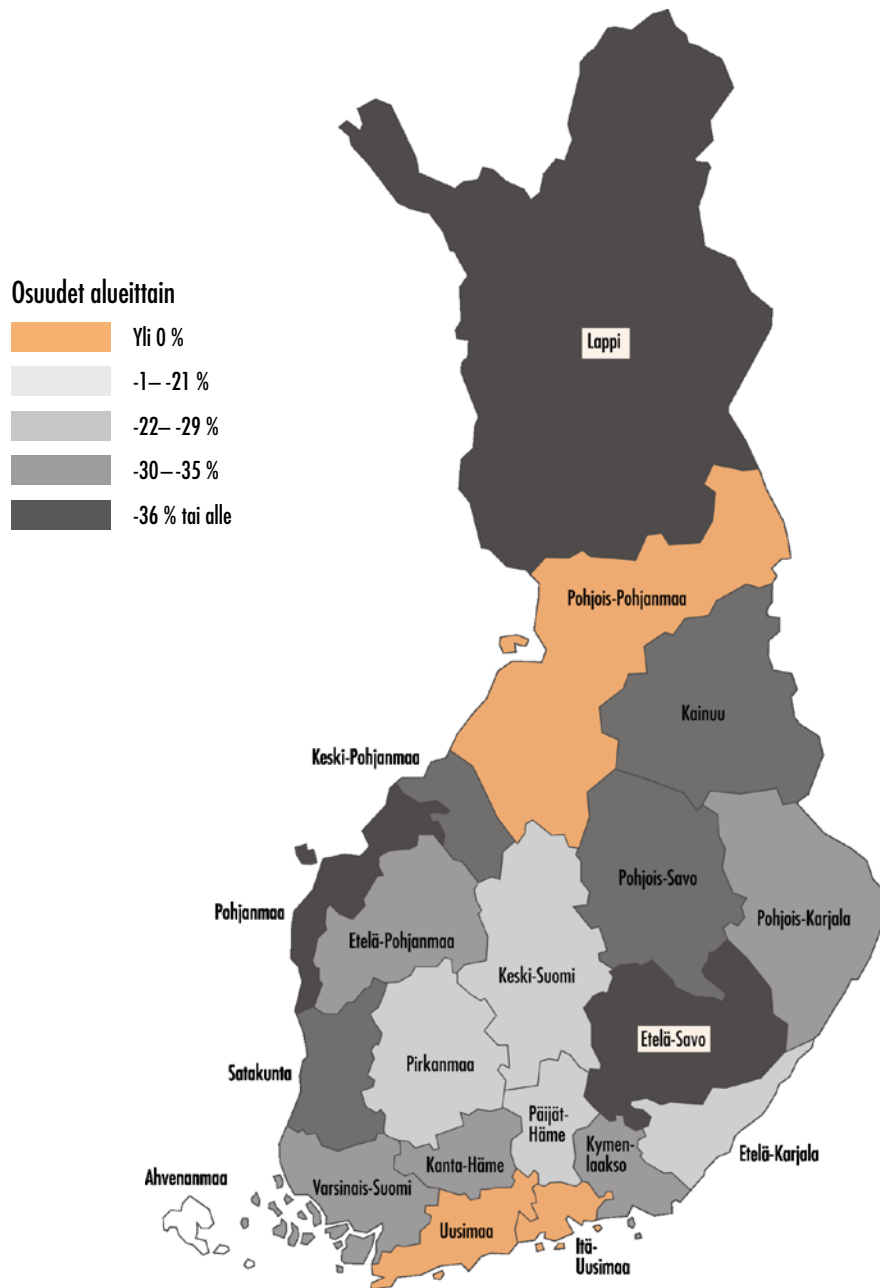 Osuudet alueittain
Yli 0 %
-1– -21 %
-22– -29 %
-30– -35 %
-36 % tai alle
Lappi
Pohjois-Pohjanmaa
Kainuu
Keski-Pohjanmaa
Pohjois-Savo
Pohjanmaa
Pohjois-Karjala
Etelä-Pohjanmaa
Keski-Suomi
Etelä-Savo
Pirkanmaa
Satakunta
Päijät-
Häme
Kymen-
laakso
Etelä-Karjala
Kanta-Häme
Ahvenanmaa
Varsinais-Suomi
Uusimaa
Itä-
Uusimaa